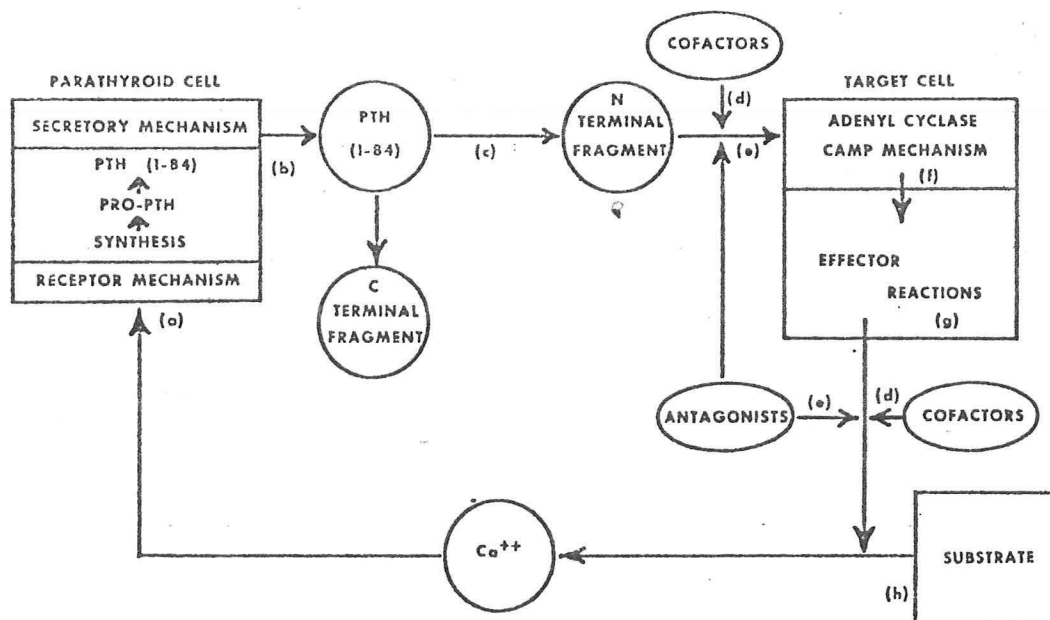 COFACTORS
PARATHYROID CELL
TARGET CELL
SECRETORY MECHANISM
PTH (1-84)
PRO-PTH
SYNTHESIS
RECEPTOR MECHANISM
(a)
(b)
PTH
(1-84)
(c)
N
TERMINAL
FRAGMENT
(d)
(e)
ADENYL CYCLASE
CAMP MECHANISM
(f)
EFFECTOR
REACTIONS
(g)
C
TERMINAL
FRAGMENT
ANTAGONISTS
(e)
(d)
COFACTORS
Ca++
SUBSTRATE
(h)